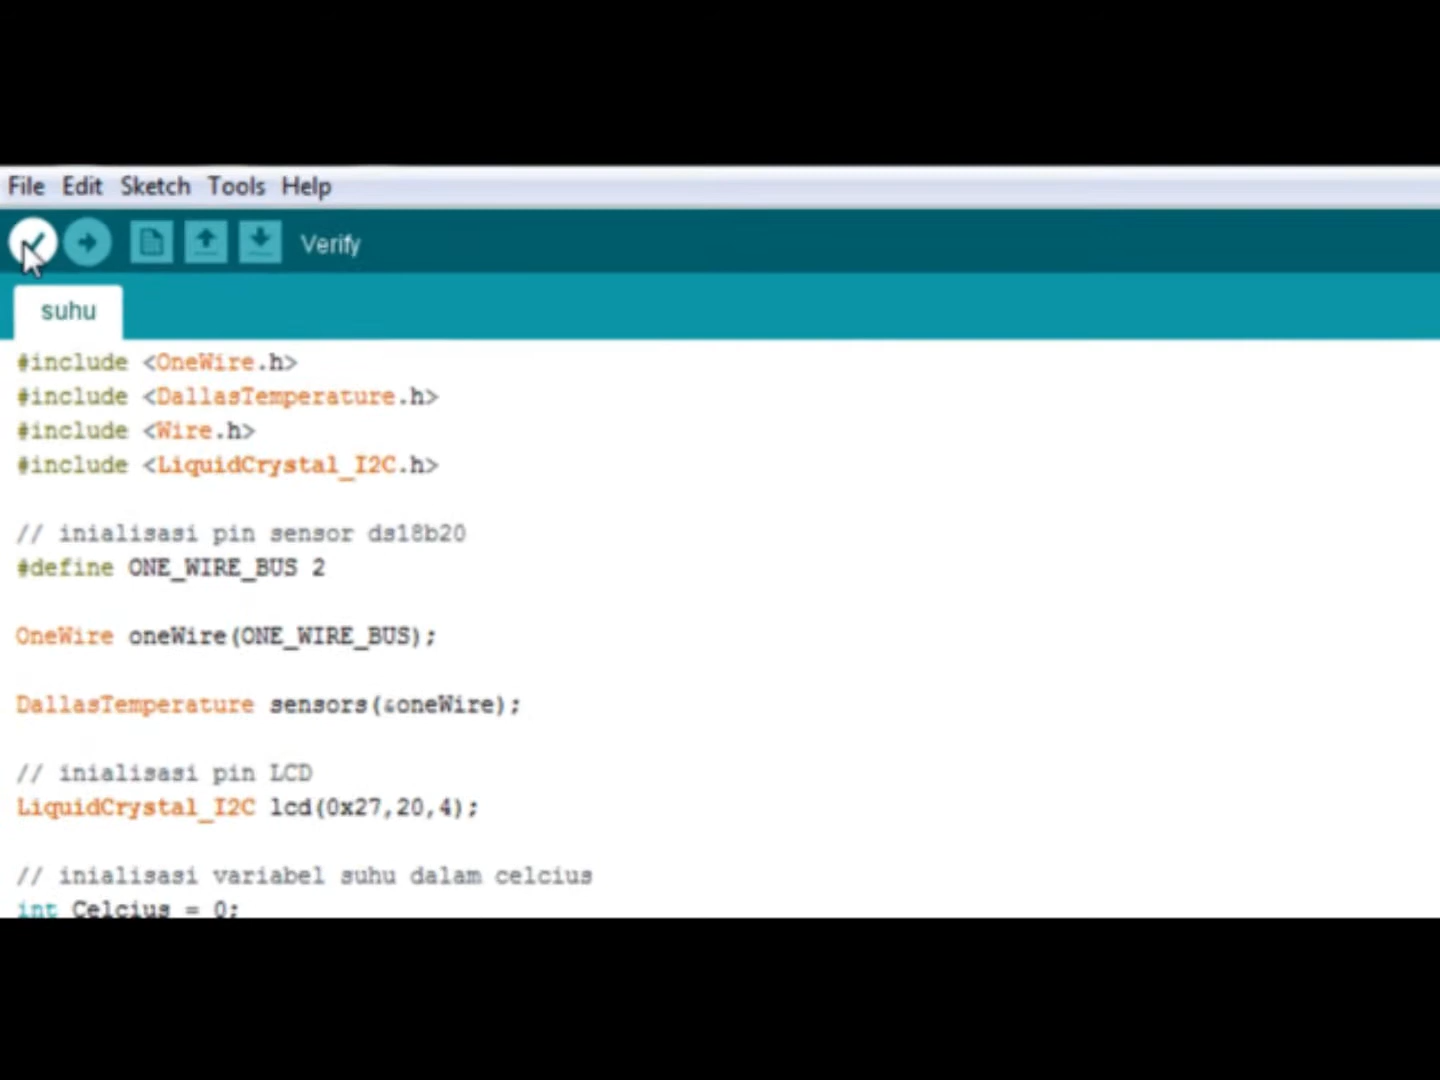 File Edit Sketch Tools Help
Verify
suhu
#include <OneWire.h>
#include <DallasTemperature.h>
#include <Wire.h>
#include <LiquidCrystal_I2C.h>
// inialisasi pin sensor ds18b20
#define ONE_WIRE_BUS 2
OneWire oneWire(ONE_WIRE_BUS);
DallasTemperature sensors(&oneWire);
// inialisasi pin LCD
LiquidCrystal_I2C lcd(0x27,20,4);
// inialisasi variabel suhu dalam celcius
int Celcius = 0;